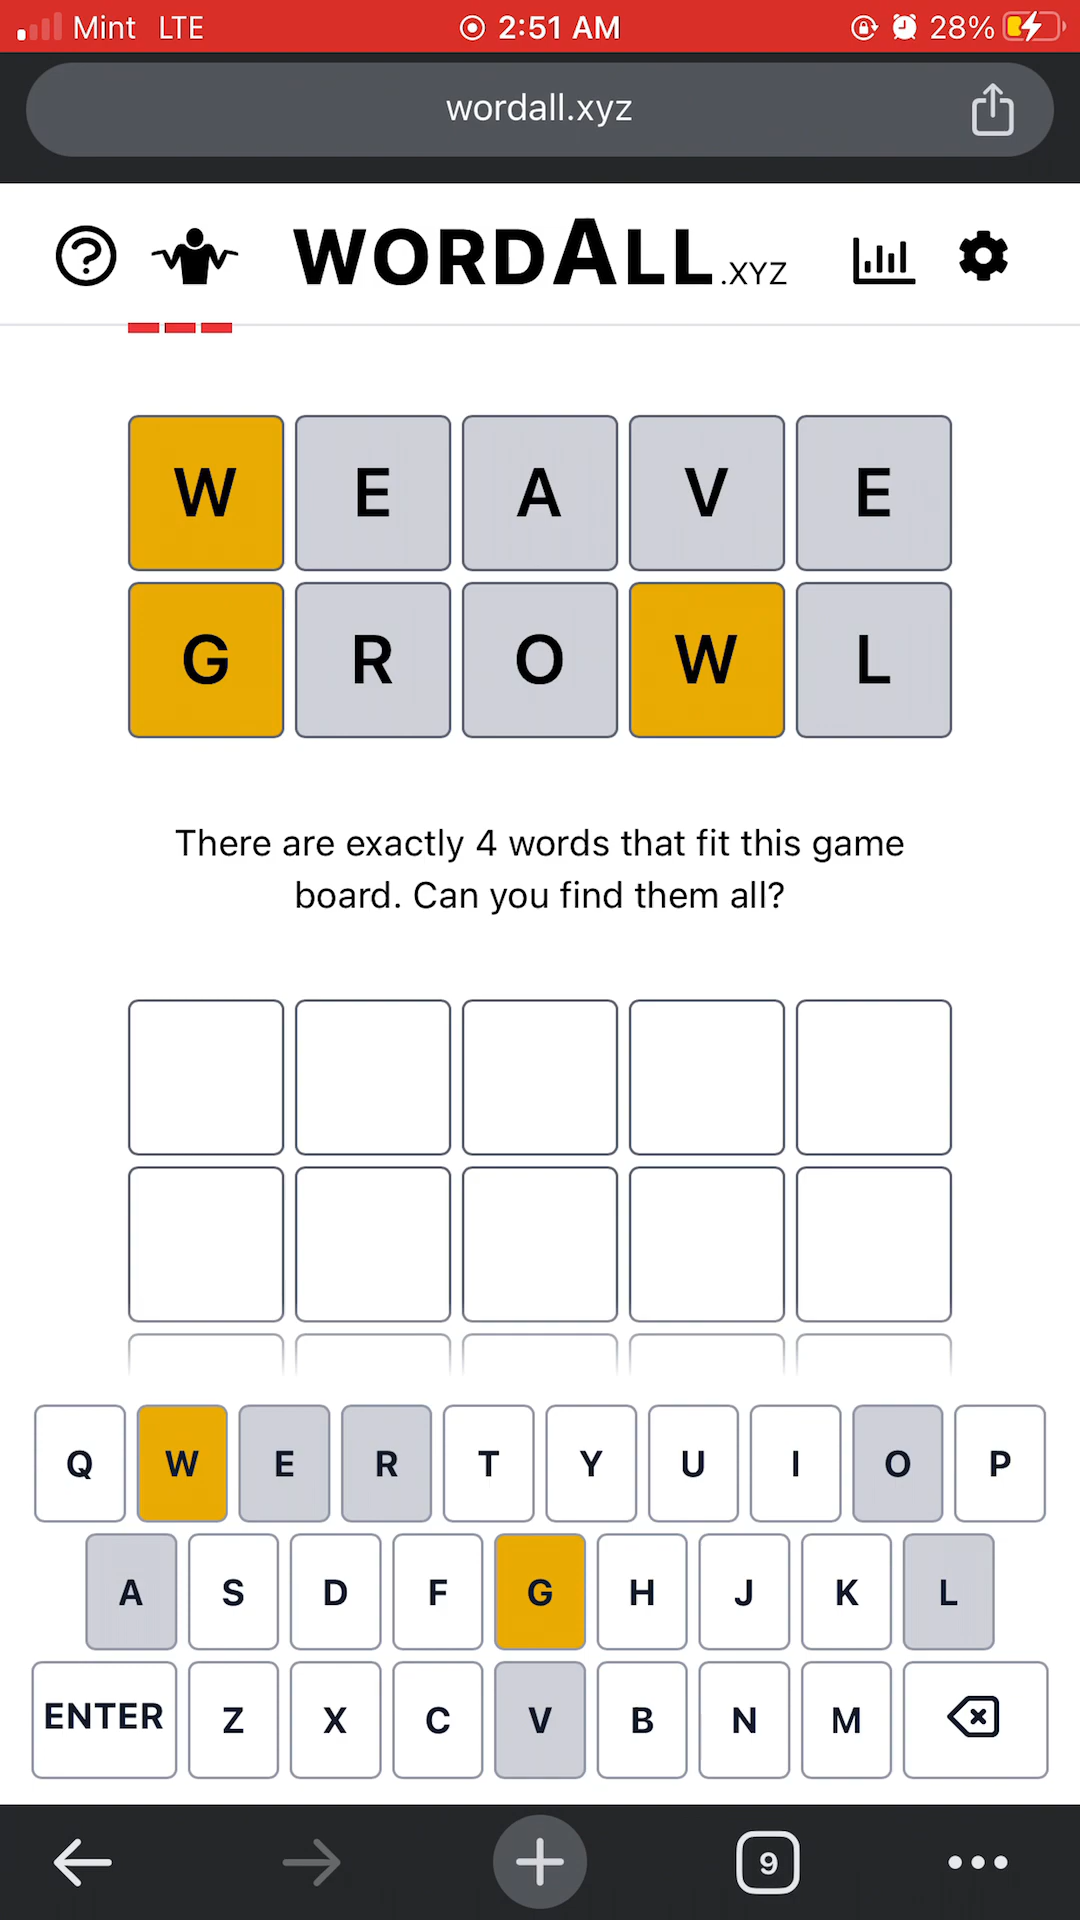 Mint LTE 2:51 AM 28%
wordall.xyz
WORDALL.XYZ
W E A V E
G R O W L
There are exactly 4 words that fit this game
board. Can you find them all?
Q W E R T Y U I O P
A S D F G H J K L
ENTER Z X C V B N M
9